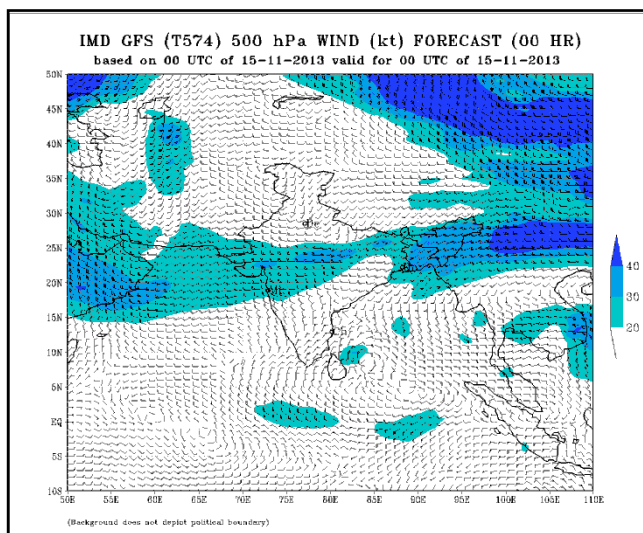 IMD GFS (T574) 500 hPa WIND (kt) FORECAST (00 HR)
based on 00 UTC of 15-11-2013 valid for 00 UTC of 15-11-2013
50N
45N
40N
35N
30N
25N
20N
15N
10N
5N
EQ
5S
10S
50E 55E 60E 65E 70E 75E 80E 85E 90E 95E 100E 105E 110E
40
30
20
(Background does not depict political boundery)